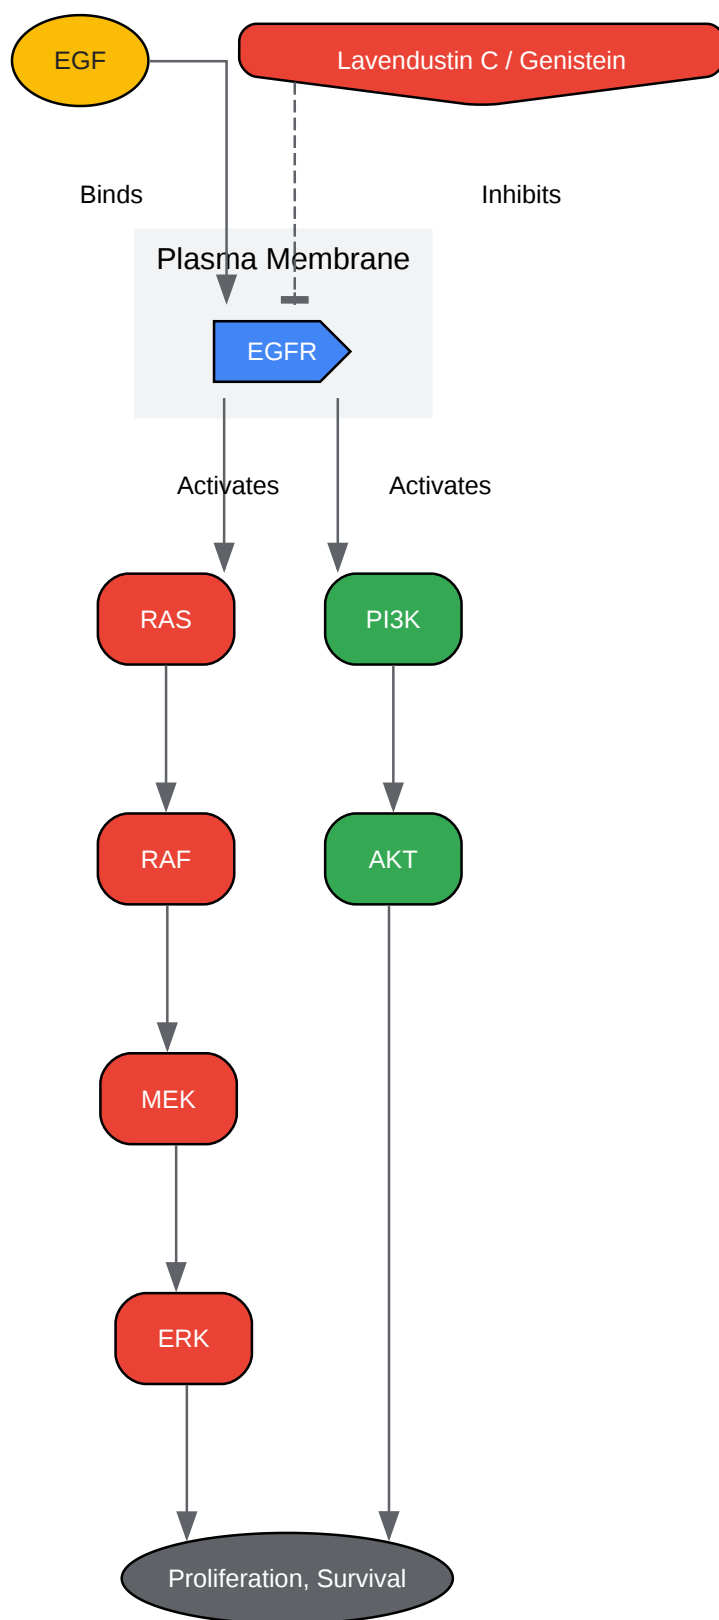 EGF
Lavendustin C / Genistein
Binds
Inhibits
Plasma Membrane
EGFR
Activates
Activates
RAS
PI3K
RAF
AKT
MEK
ERK
Proliferation, Survival